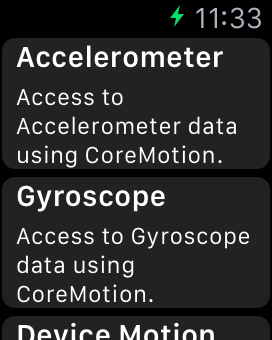 11:33
Accelerometer
Access to
Accelerometer data
using CoreMotion.
Gyroscope
Access to Gyroscope
data using
CoreMotion.
Device Motion